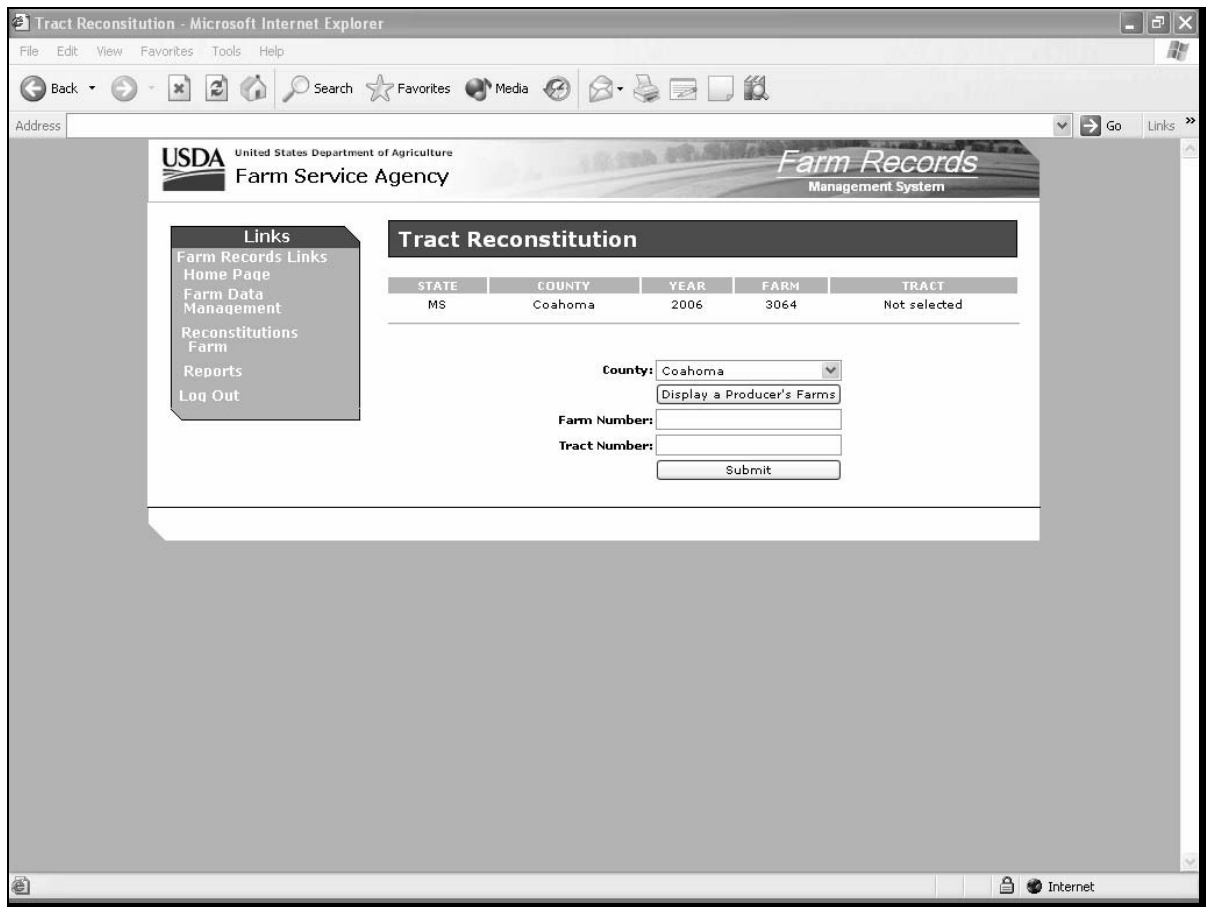 Tract Reconsitution - Microsoft Internet Explorer
File Edit View Favorites Tools Help
Back Search Favorites Media
Address Go Links »
USDA United States Department of Agriculture
Farm Service Agency
Farm Records
Management System
Links
Farm Records Links
Home Page
Farm Data
Management
Reconstitutions
Farm
Reports
Log Out
Tract Reconstitution
STATE COUNTY YEAR FARM TRACT
MS Coahoma 2006 3064 Not selected
County: Coahoma
Display a Producer's Farms
Farm Number:
Tract Number:
Submit
Internet